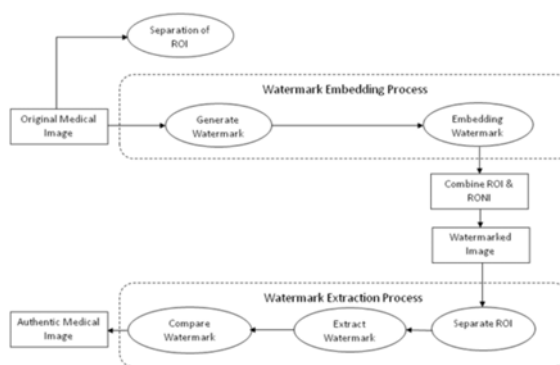 Separation of
ROI
Watermark Embedding Process
Original Medical
Image
Generate
Watermark
Embedding
Watermark
Combine ROI &
RONI
Watermarked
Image
Watermark Extraction Process
Authentic Medical
Image
Compare
Watermark
Extract
Watermark
Separate ROI